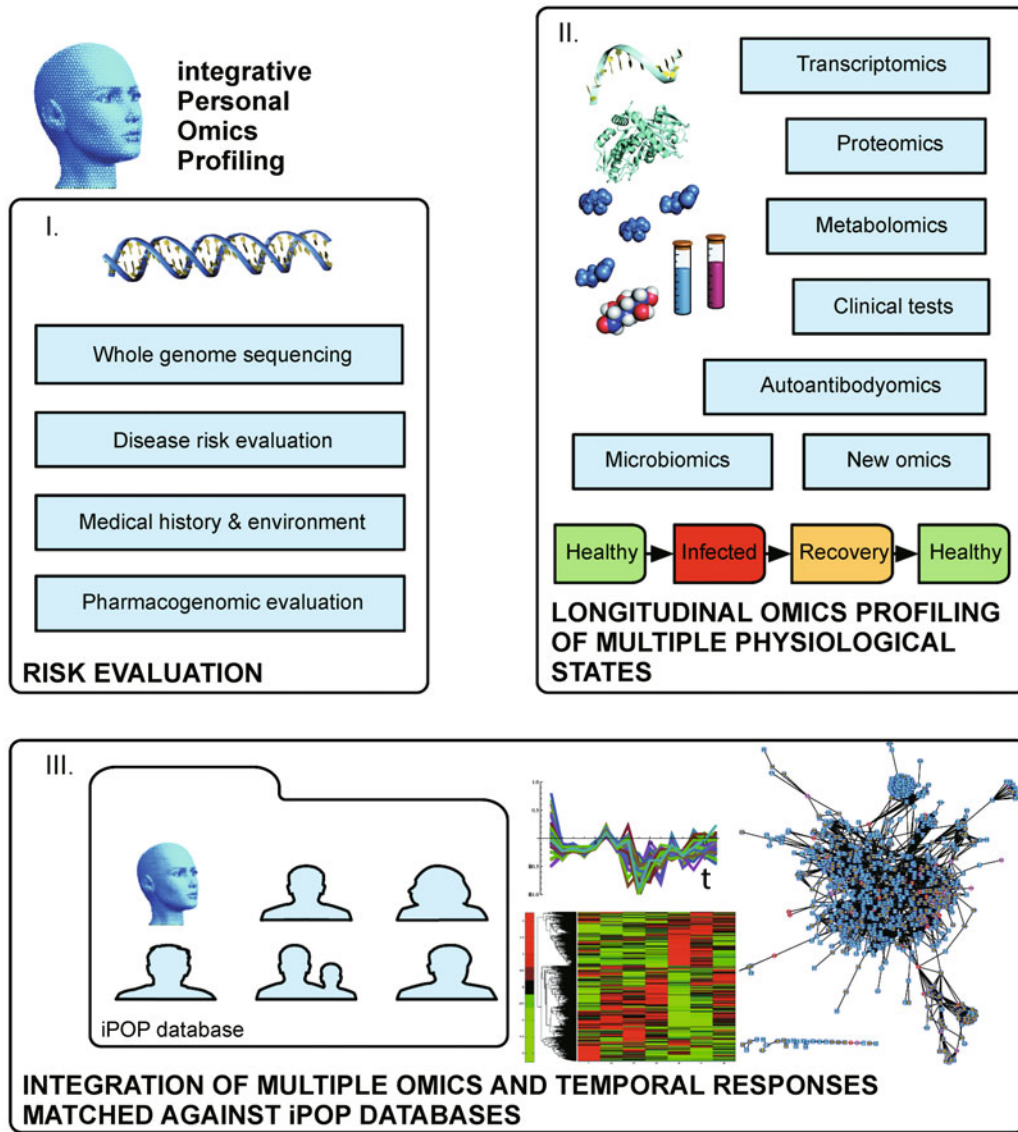 integrative
Personal
Omics
Profiling
I.
Whole genome sequencing
Disease risk evaluation
Medical history & environment
Pharmacogenomic evaluation
RISK EVALUATION
II.
Transcriptomics
Proteomics
Metabolomics
Clinical tests
Autoantibodyomics
Microbiomics
New omics
Healthy
Infected
Recovery
Healthy
LONGITUDINAL OMICS PROFILING
OF MULTIPLE PHYSIOLOGICAL
STATES
III.
iPOP database
t
INTEGRATION OF MULTIPLE OMICS AND TEMPORAL RESPONSES
MATCHED AGAINST iPOP DATABASES